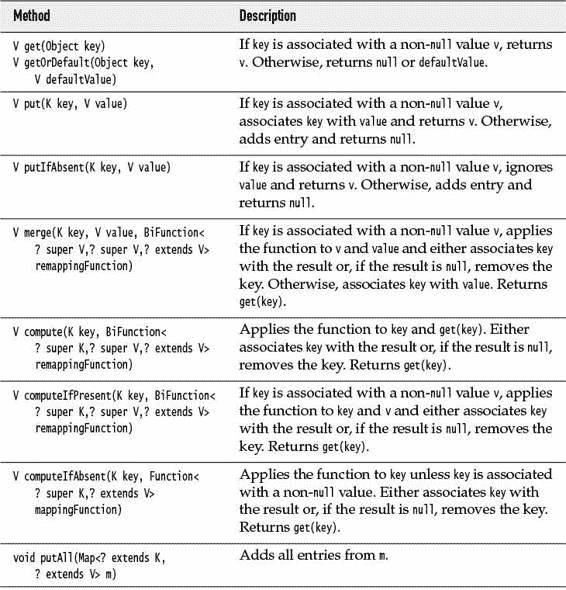 Method Description
V get(Object key)
V getOrDefault(Object key,
V defaultValue)
If key is associated with a non-null value v, returns
v. Otherwise, returns null or defaultValue.
V put(K key, V value)
If key is associated with a non-null value v,
associates key with value and returns v. Otherwise,
adds entry and returns null.
V putIfAbsent(K key, V value)
If key is associated with a non-null value v, ignores
value and returns v. Otherwise, adds entry and
returns null.
V merge(K key, V value, BiFunction<
? super V,? super V,? extends V>
remappingFunction)
If key is associated with a non-null value v, applies
the function to v and value and either associates key
with the result or, if the result is null, removes the
key. Otherwise, associates key with value. Returns
get(key).
V compute(K key, BiFunction<
? super K,? super V,? extends V>
remappingFunction)
Applies the function to key and get(key). Either
associates key with the result or, if the result is null,
removes the key. Returns get(key).
V computeIfPresent(K key, BiFunction<
? super K,? super V,? extends V>
remappingFunction)
If key is associated with a non-null value v, applies
the function to key and v and either associates key
with the result or, if the result is null, removes the
key. Returns get(key).
V computeIfAbsent(K key, Function<
? super K,? extends V>
mappingFunction)
Applies the function to key unless key is associated
with a non-null value. Either associates key with
the result or, if the result is null, removes the key.
Returns get(key).
void putAll(Map<? extends K,
? extends V> m)
Adds all entries from m.